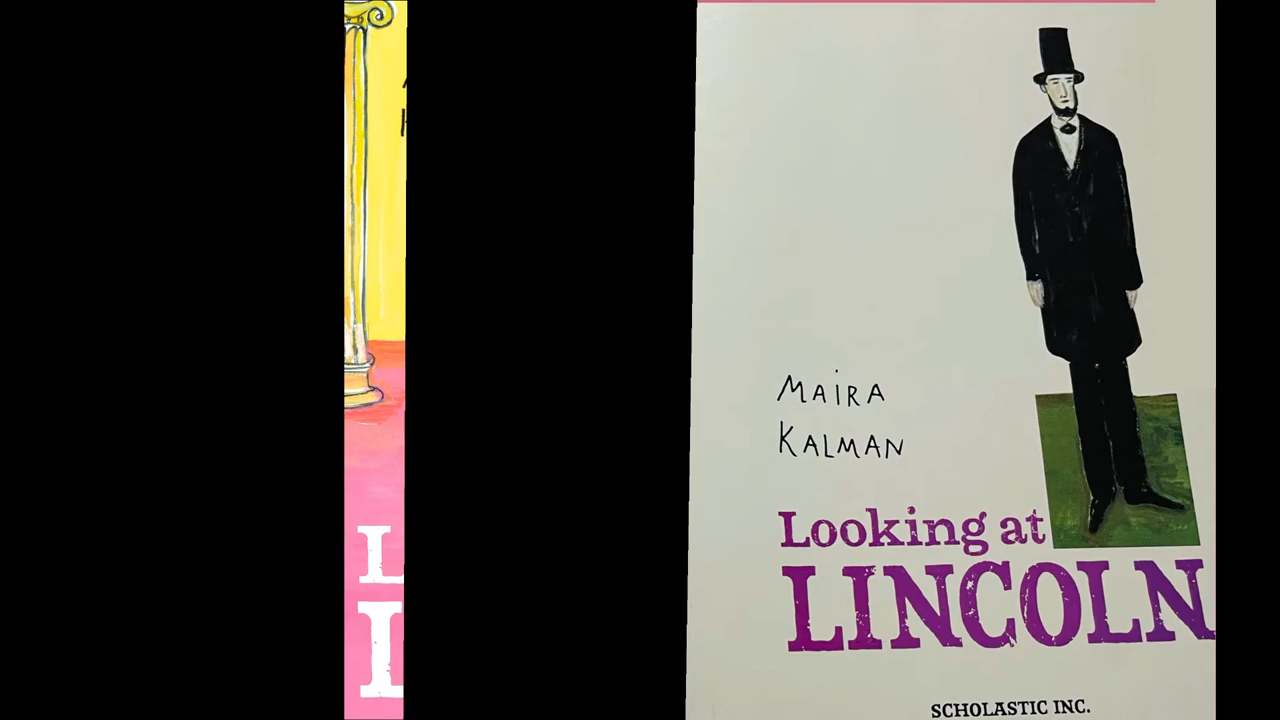 MAIRA
KALMAN
Looking at
LINCOLN
SCHOLASTIC INC.
L
L